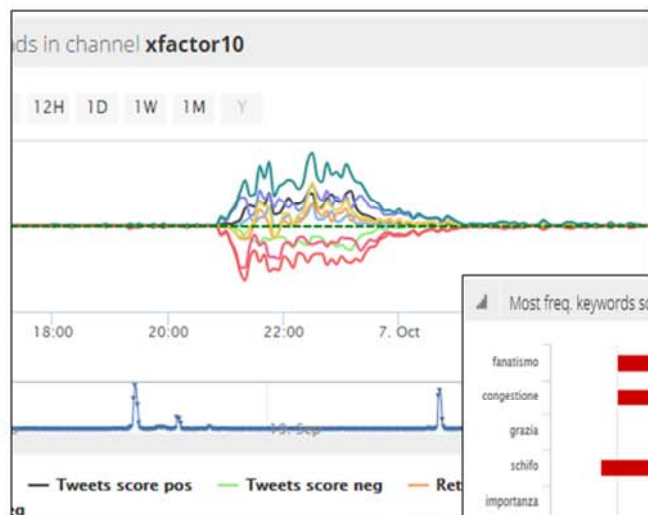 ds in channel xfactor10
12H 1D 1W 1M Y
18:00 20:00 22:00 7. Oct
Most freq. keywords sc
fanatismo
congestione
grazia
schifo
importanza
Sep
Tweets score pos Tweets score neg Ret
eg